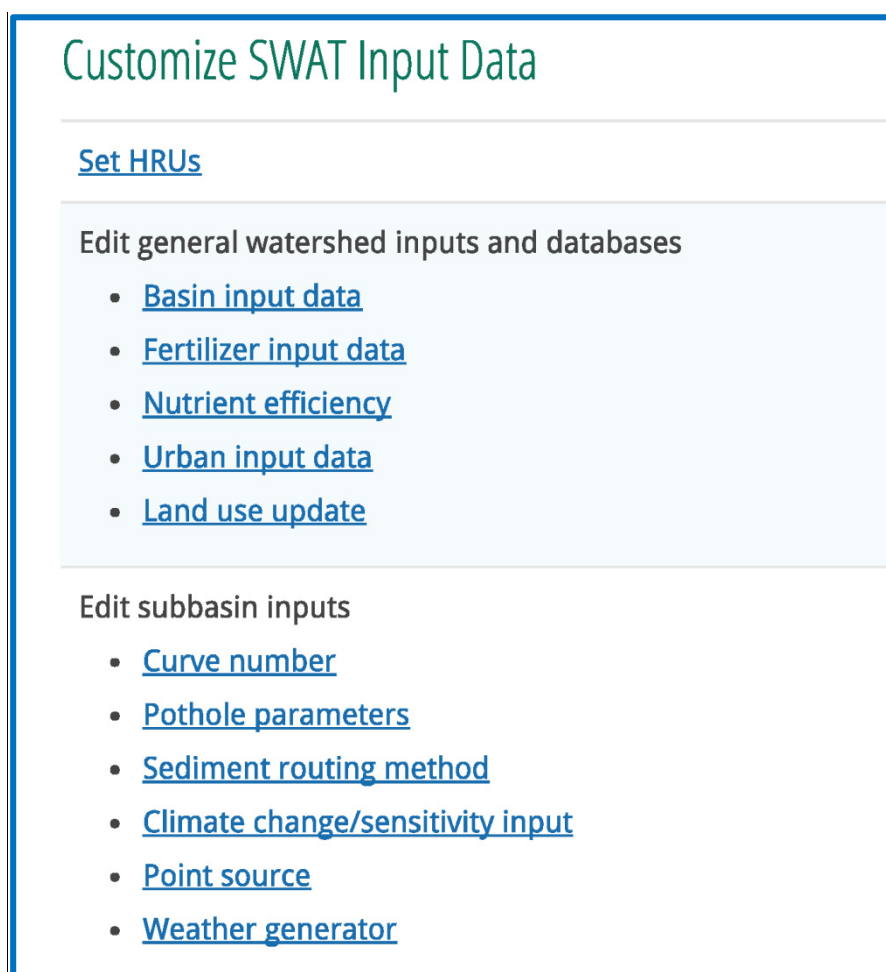 Customize SWAT Input Data
Set HRUs
Edit general watershed inputs and databases
• Basin input data
• Fertilizer input data
• Nutrient efficiency
• Urban input data
• Land use update
Edit subbasin inputs
• Curve number
• Pothole parameters
• Sediment routing method
• Climate change/sensitivity input
• Point source
• Weather generator